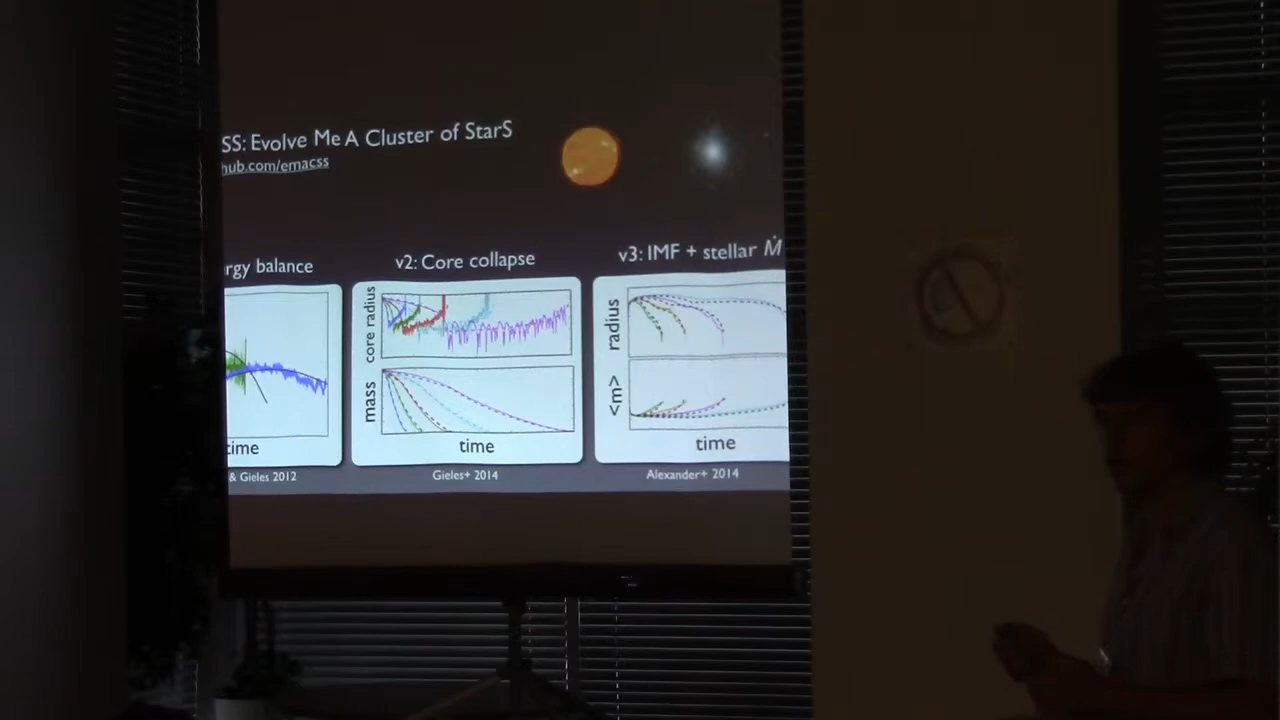 SS: Evolve Me A Cluster of StarS
hub.com/emacss
rgy balance
time
& Gieles 2012
v2: Core collapse
core radius
mass
time
Gieles+ 2014
v3: IMF + stellar Ṁ
radius
<m>
time
Alexander+ 2014